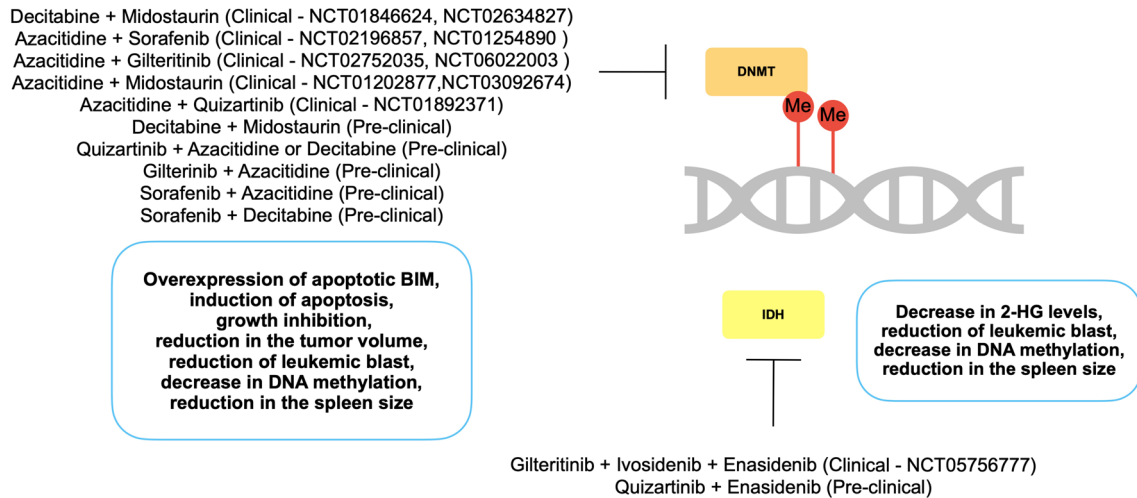 Decitabine + Midostaurin (Clinical - NCT01846624, NCT02634827)
Azacitidine + Sorafenib (Clinical - NCT02196857, NCT01254890 )
Azacitidine + Gilteritinib (Clinical - NCT02752035, NCT06022003 )
Azacitidine + Midostaurin (Clinical - NCT01202877,NCT03092674)
Azacitidine + Quizartinib (Clinical - NCT01892371)
Decitabine + Midostaurin (Pre-clinical)
Quizartinib + Azacitidine or Decitabine (Pre-clinical)
Gilterinib + Azacitidine (Pre-clinical)
Sorafenib + Azacitidine (Pre-clinical)
Sorafenib + Decitabine (Pre-clinical)
DNMT
Me
Me
Overexpression of apoptotic BIM,
induction of apoptosis,
growth inhibition,
reduction in the tumor volume,
reduction of leukemic blast,
decrease in DNA methylation,
reduction in the spleen size
IDH
Decrease in 2-HG levels,
reduction of leukemic blast,
decrease in DNA methylation,
reduction in the spleen size
Gilteritinib + Ivosidenib + Enasidenib (Clinical - NCT05756777)
Quizartinib + Enasidenib (Pre-clinical)